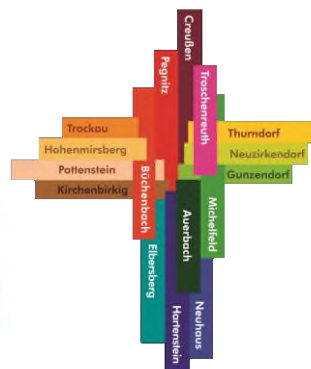 Creußen
Pegnitz
Troschenreuth
Trockau
Thurndorf
Hohenmirsberg
Neuzirkendorf
Pottenstein
Gunzendorf
Kirchenbirkig
Büchenbach
Auerbach
Michelfeld
Elbersberg
Hartenstein
Neuhaus